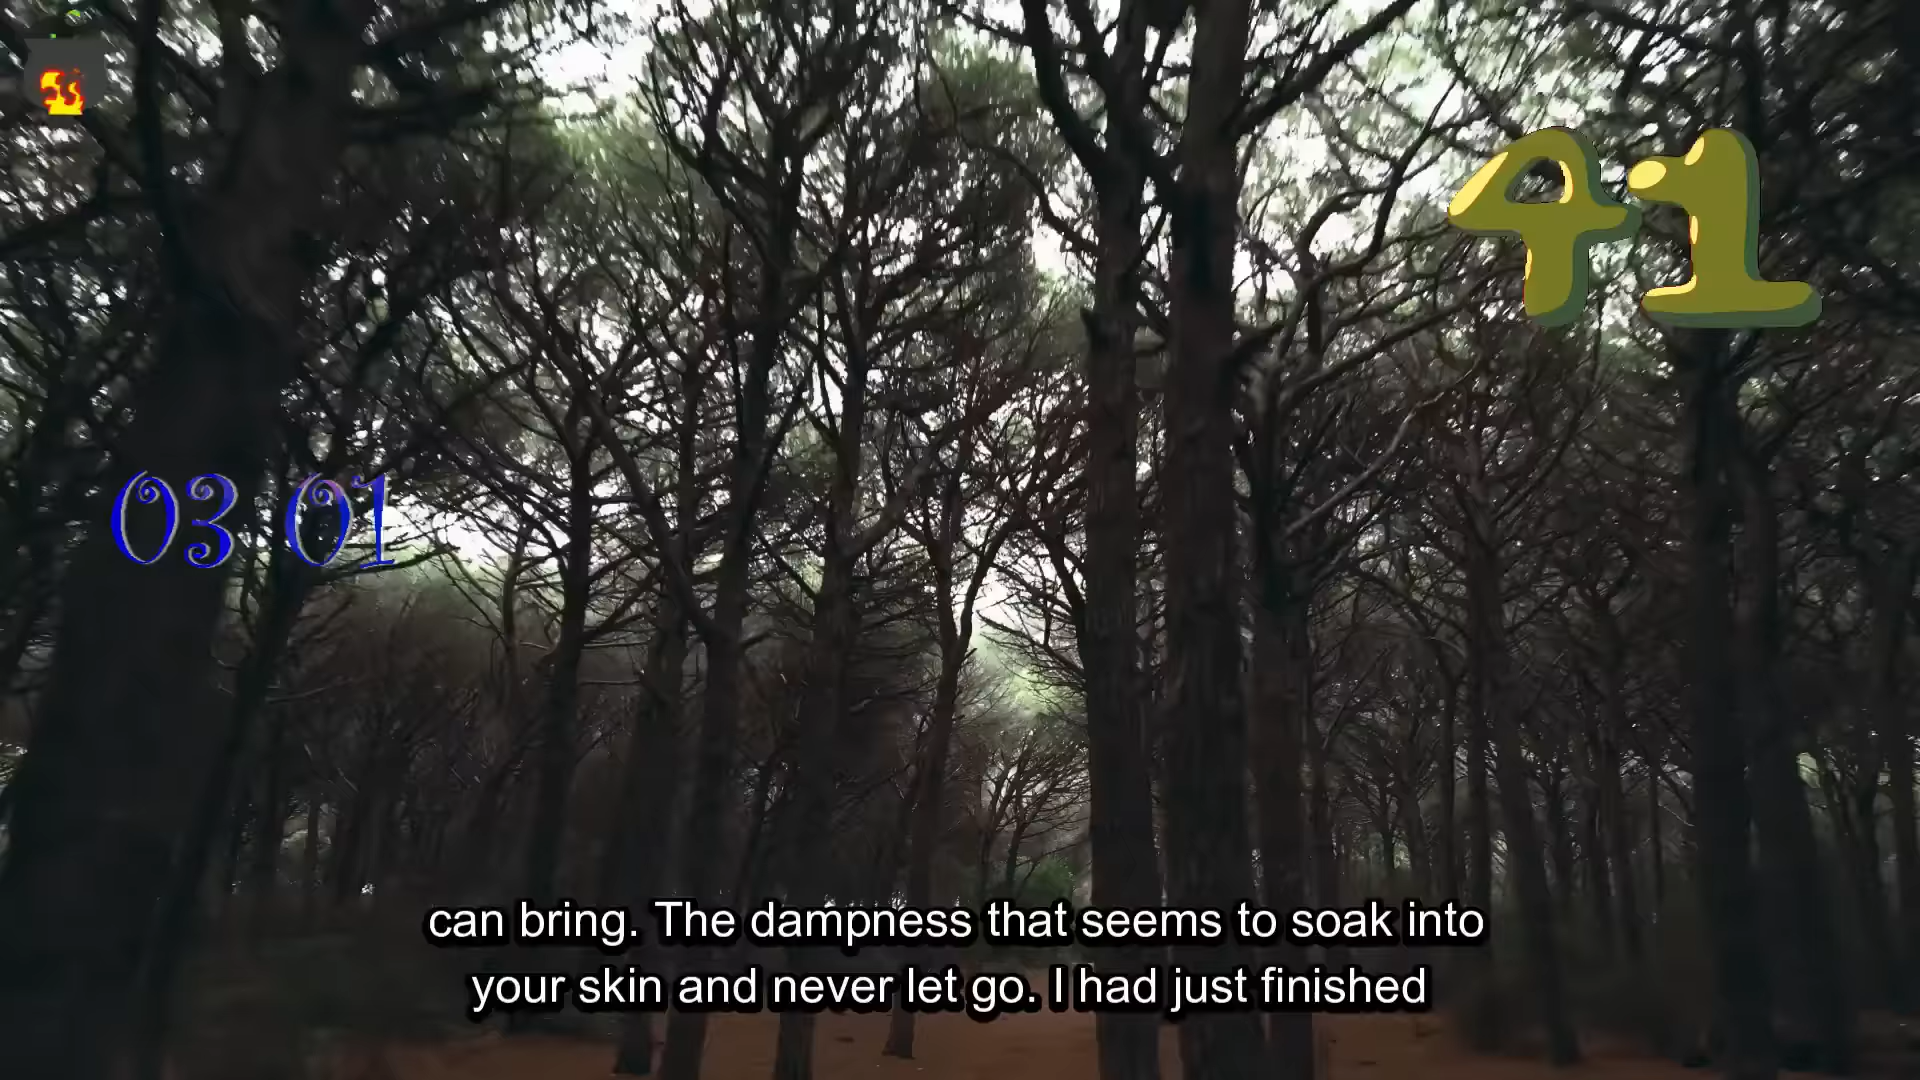 41
03 01
can bring. The dampness that seems to soak into
your skin and never let go. I had just finished